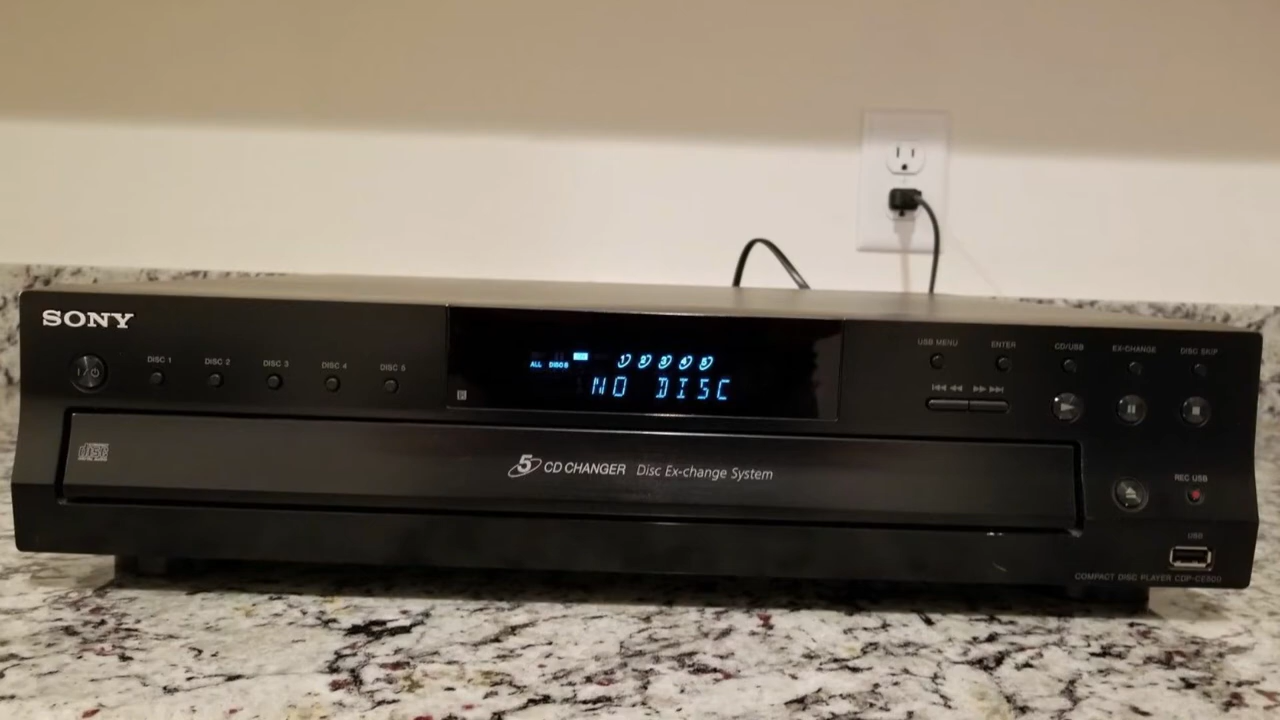 SONY
DISC 1 DISC 2 DISC 3 DISC 4 DISC 5
ALL DISCS 1 2 3 4 5
NO DISC
USB MENU ENTER CD/USB EX-CHANGE DISC SKIP
5 CD CHANGER Disc Ex-change System
disc
REC USB
USB
COMPACT DISC PLAYER CDP-CE500